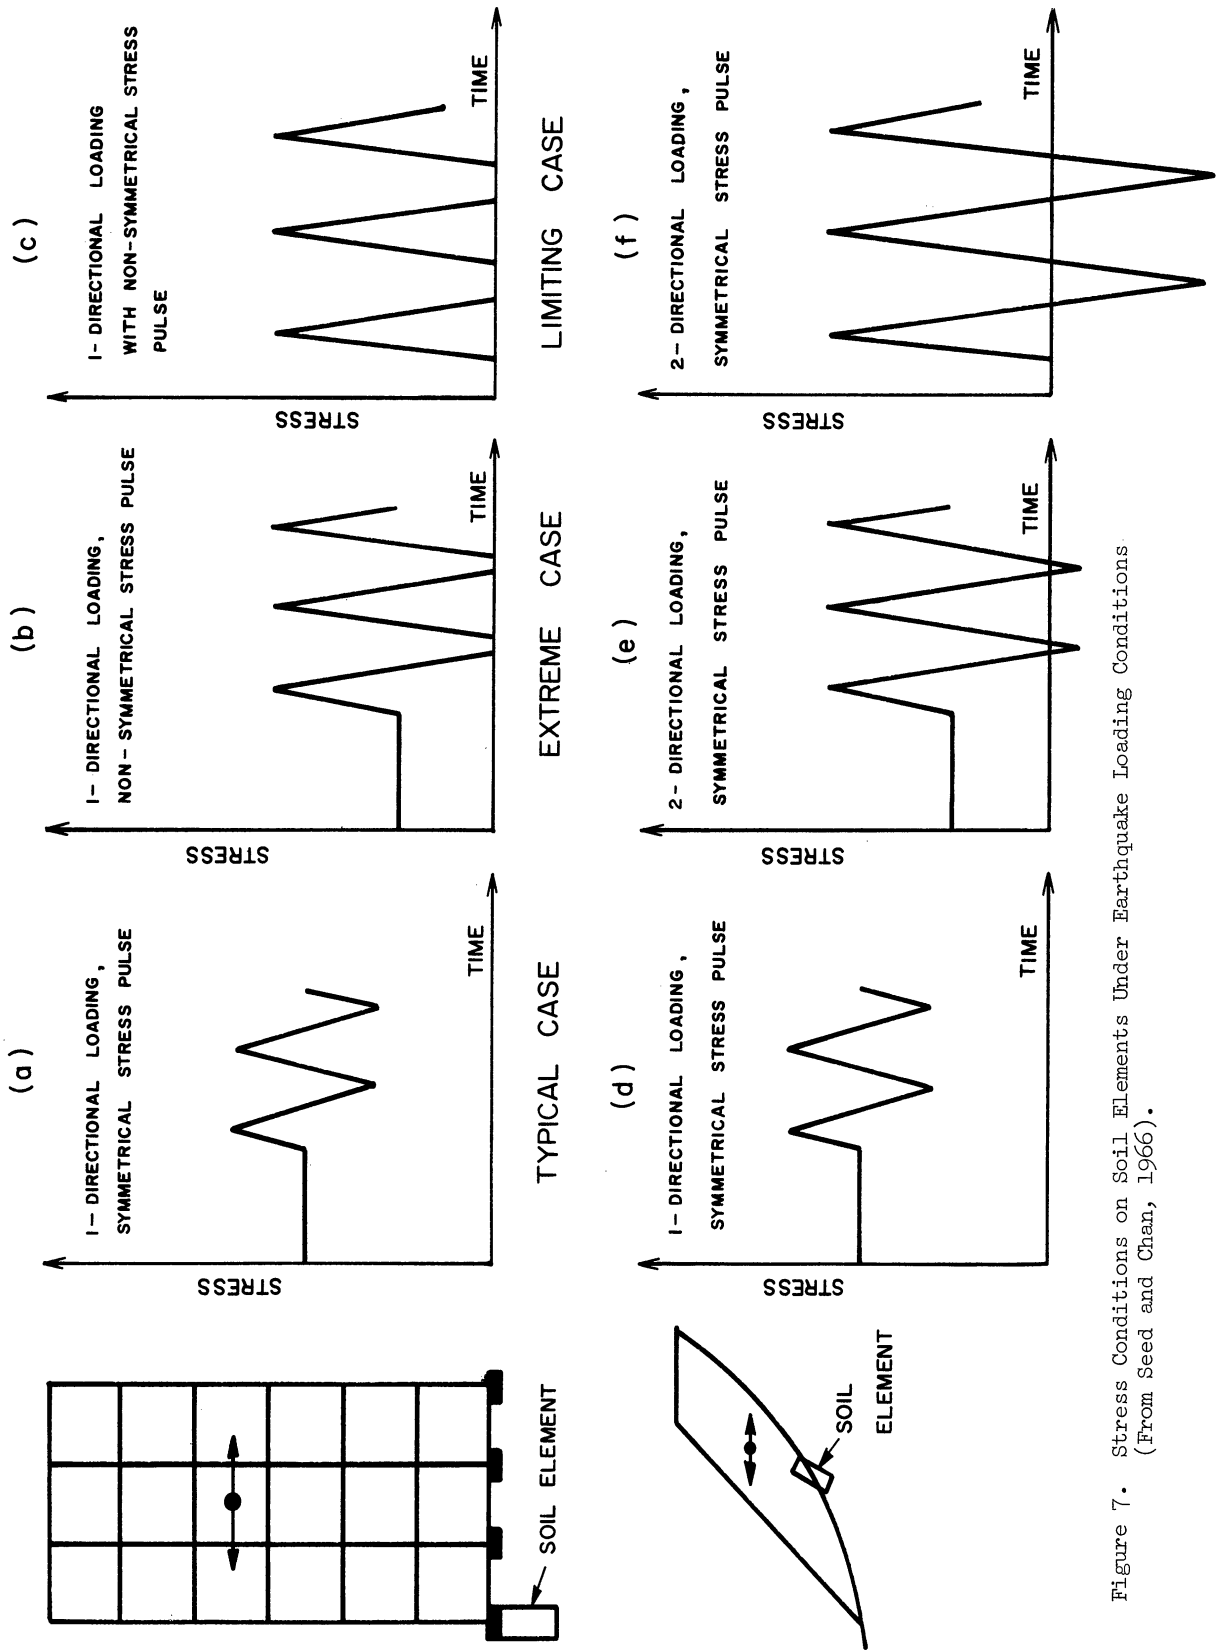 (a)
1- DIRECTIONAL LOADING,
SYMMETRICAL STRESS PULSE
STRESS
TIME
(b)
1- DIRECTIONAL LOADING,
NON-SYMMETRICAL STRESS PULSE
STRESS
TIME
(c)
1- DIRECTIONAL LOADING
WITH NON-SYMMETRICAL STRESS
PULSE
STRESS
TIME
SOIL ELEMENT
TYPICAL CASE
EXTREME CASE
LIMITING CASE
(d)
1- DIRECTIONAL LOADING,
SYMMETRICAL STRESS PULSE
STRESS
TIME
(e)
2- DIRECTIONAL LOADING,
SYMMETRICAL STRESS PULSE
STRESS
TIME
(f)
2- DIRECTIONAL LOADING,
SYMMETRICAL STRESS PULSE
STRESS
TIME
SOIL
ELEMENT
Figure 7. Stress Conditions on Soil Elements Under Earthquake Loading Conditions
(From Seed and Chan, 1966).